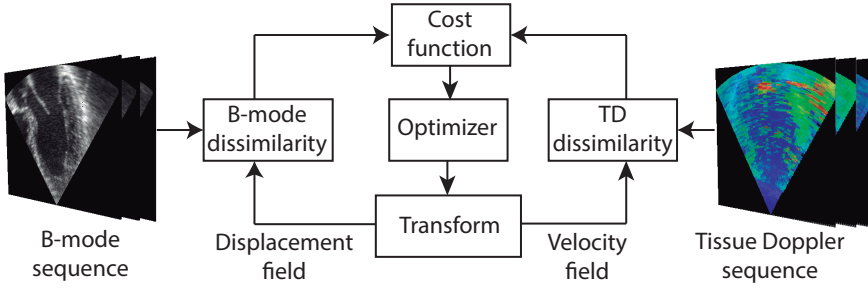 Cost
function
B-mode
dissimilarity
Optimizer
TD
dissimilarity
Transform
Displacement
field
Velocity
field
B-mode
sequence
Tissue Doppler
sequence